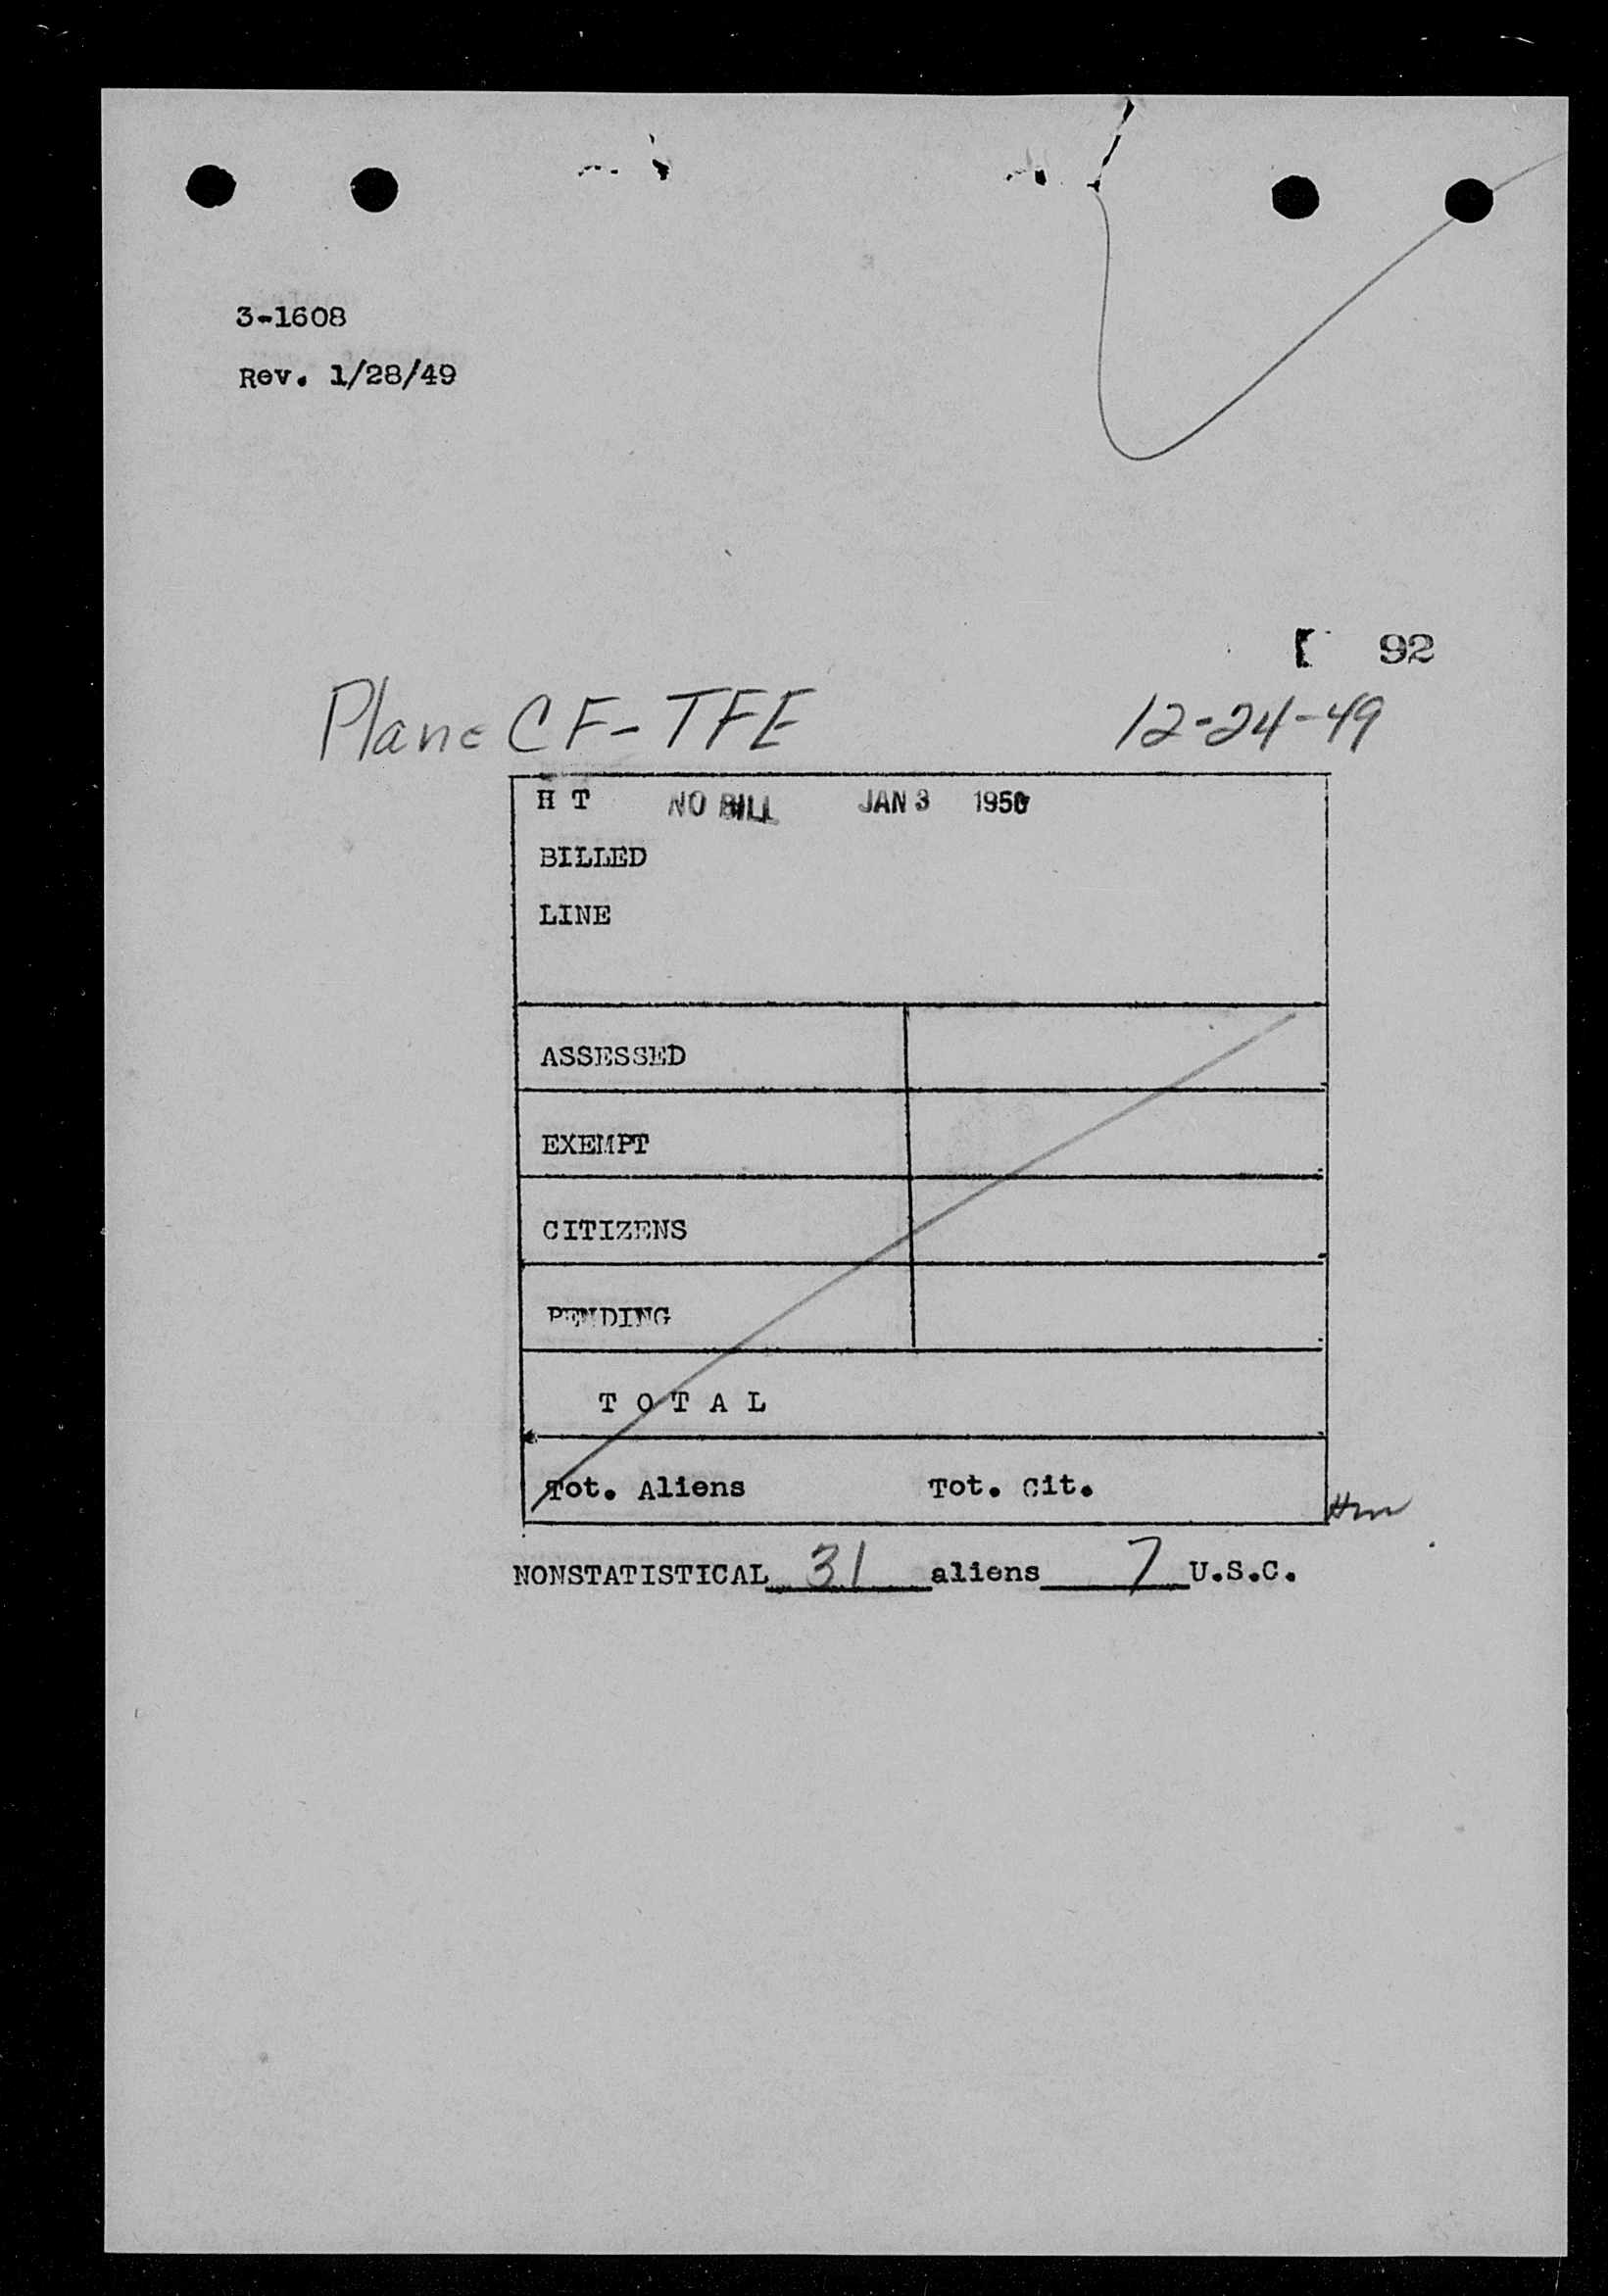 3-1608
Rev. 1/28/49
92
Plane CF-TFE 12-24-49
H T NO BILL JAN 3 1950
BILLED
LINE
ASSESSED
EXEMPT
CITIZENS
PENDING
T O T A L
Tot. Aliens Tot. Cit.
NONSTATISTICAL 31 aliens 7 U.S.C.